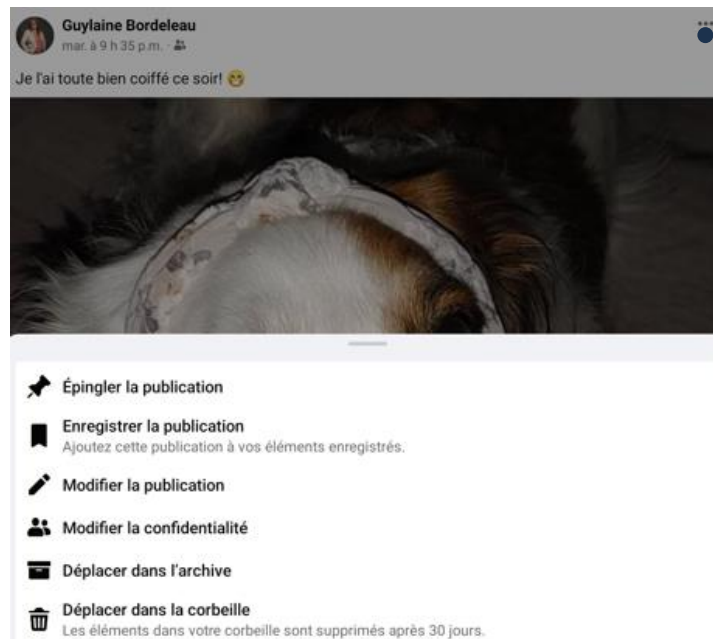 Guylaine Bordeleau
mar. à 9 h 35 p.m. ·
Je l'ai toute bien coiffé ce soir! 😁
Épingler la publication
Enregistrer la publication
Ajoutez cette publication à vos éléments enregistrés.
Modifier la publication
Modifier la confidentialité
Déplacer dans l'archive
Déplacer dans la corbeille
Les éléments dans votre corbeille sont supprimés après 30 jours.